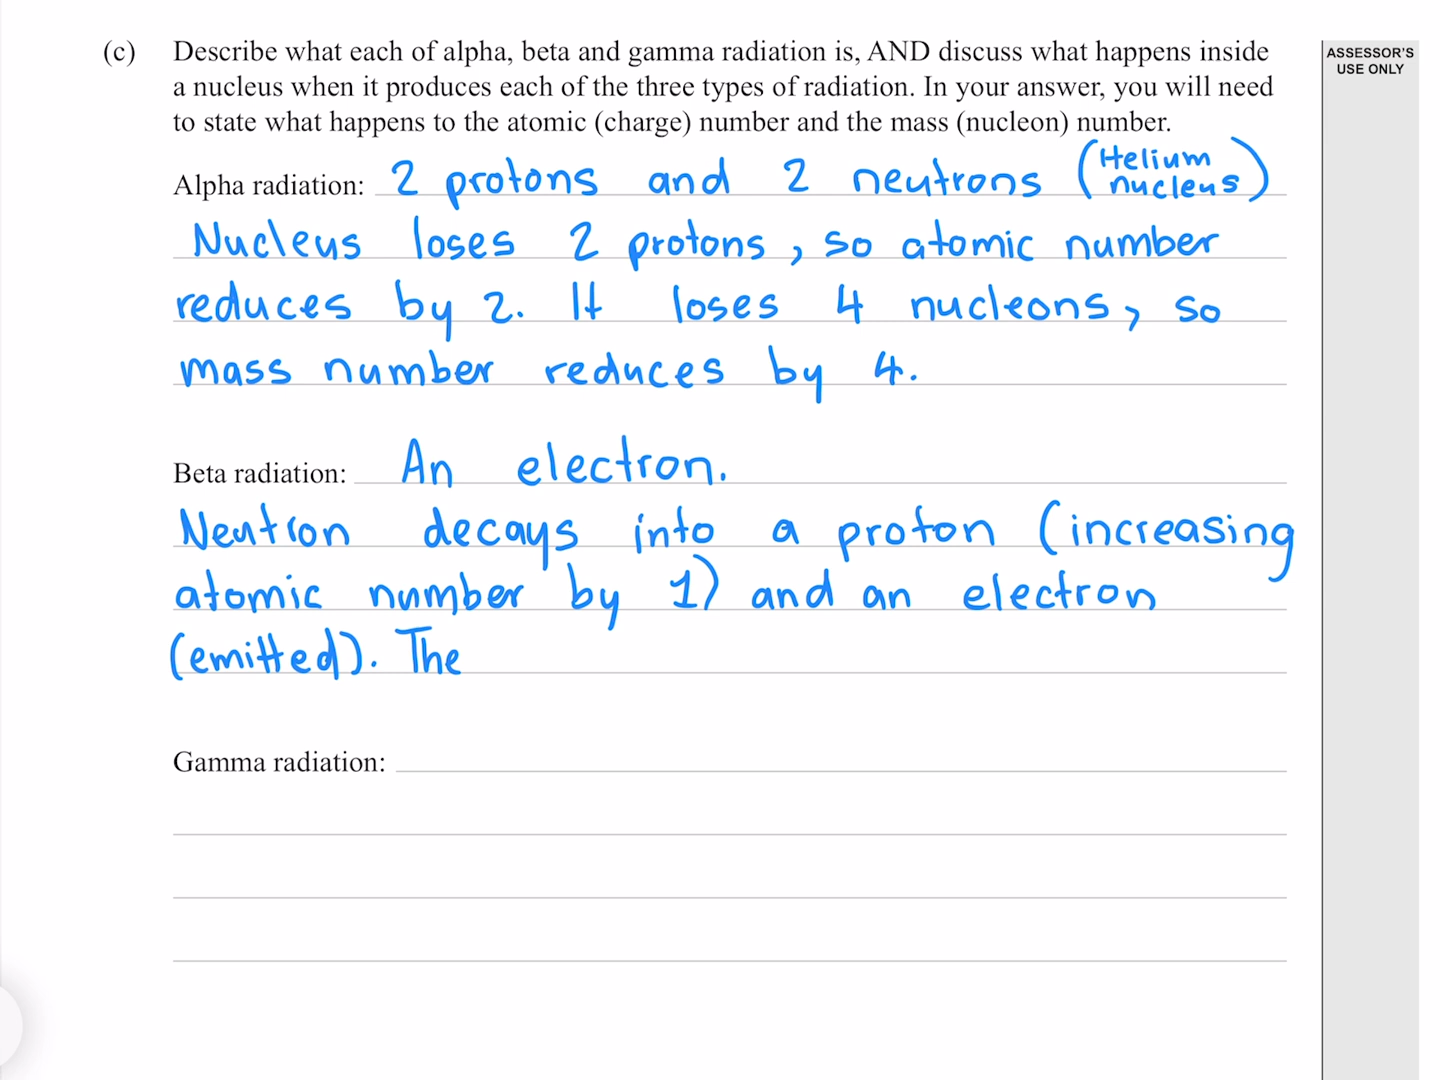 (c) Describe what each of alpha, beta and gamma radiation is, AND discuss what happens inside
a nucleus when it produces each of the three types of radiation. In your answer, you will need
to state what happens to the atomic (charge) number and the mass (nucleon) number.
ASSESSOR'S
USE ONLY
Alpha radiation: 2 protons and 2 neutrons (Helium nucleus)
Nucleus loses 2 protons, so atomic number
reduces by 2. It loses 4 nucleons, so
mass number reduces by 4.
Beta radiation: An electron.
Neutron decays into a proton (increasing
atomic number by 1) and an electron
(emitted). The
Gamma radiation: